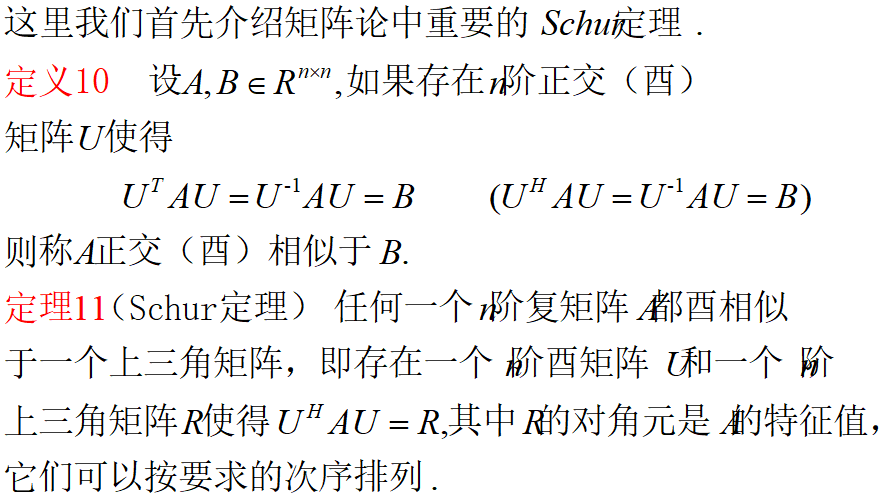 这里我们首先介绍矩阵论中重要的 Schur定理 .
定义10 设A, B ∈ Rⁿˣⁿ, 如果存在n阶正交（酉）
矩阵U使得
Uᵀ AU = U⁻¹ AU = B (Uᴴ AU = U⁻¹ AU = B)
则称A正交（酉）相似于 B.
定理11（Schur定理） 任何一个n阶复矩阵 A都酉相似
于一个上三角矩阵，即存在一个 n阶酉矩阵 U和一个 n阶
上三角矩阵R使得 Uᴴ AU = R,其中R的对角元是 A的特征值，
它们可以按要求的次序排列 .